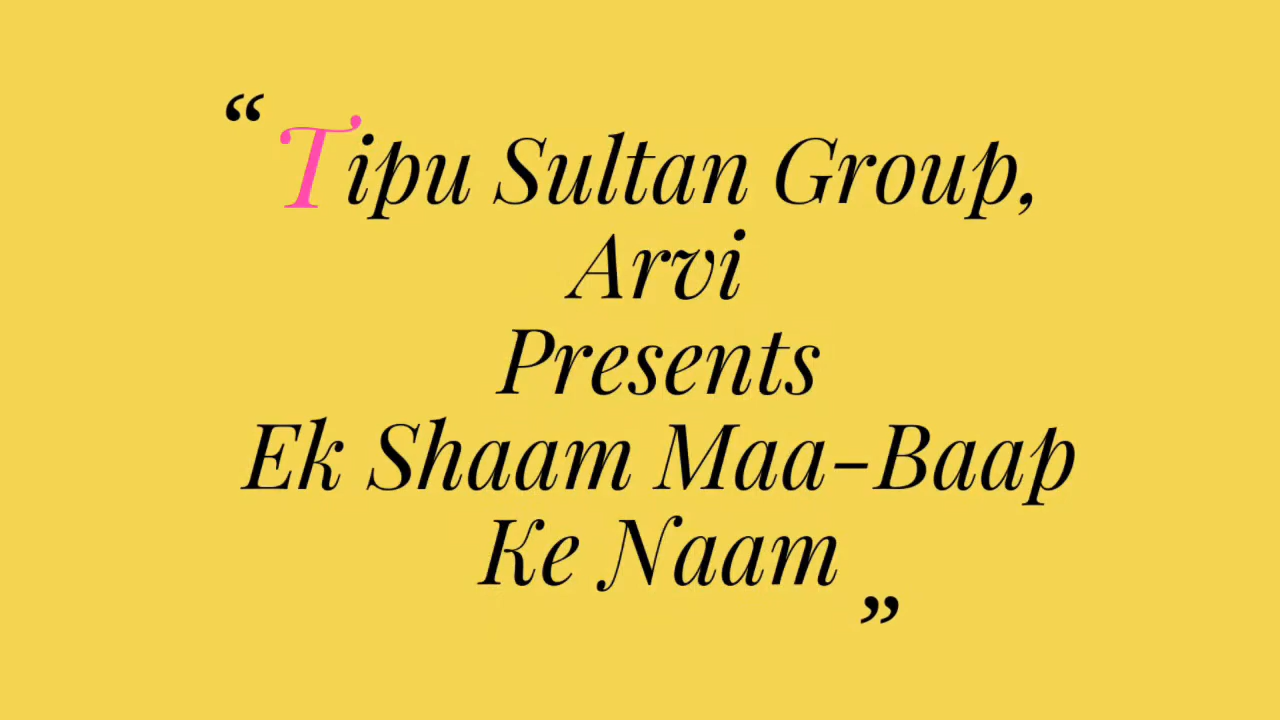 “Tipu Sultan Group,
Arvi
Presents
Ek Shaam Maa-Baap
Ke Naam”